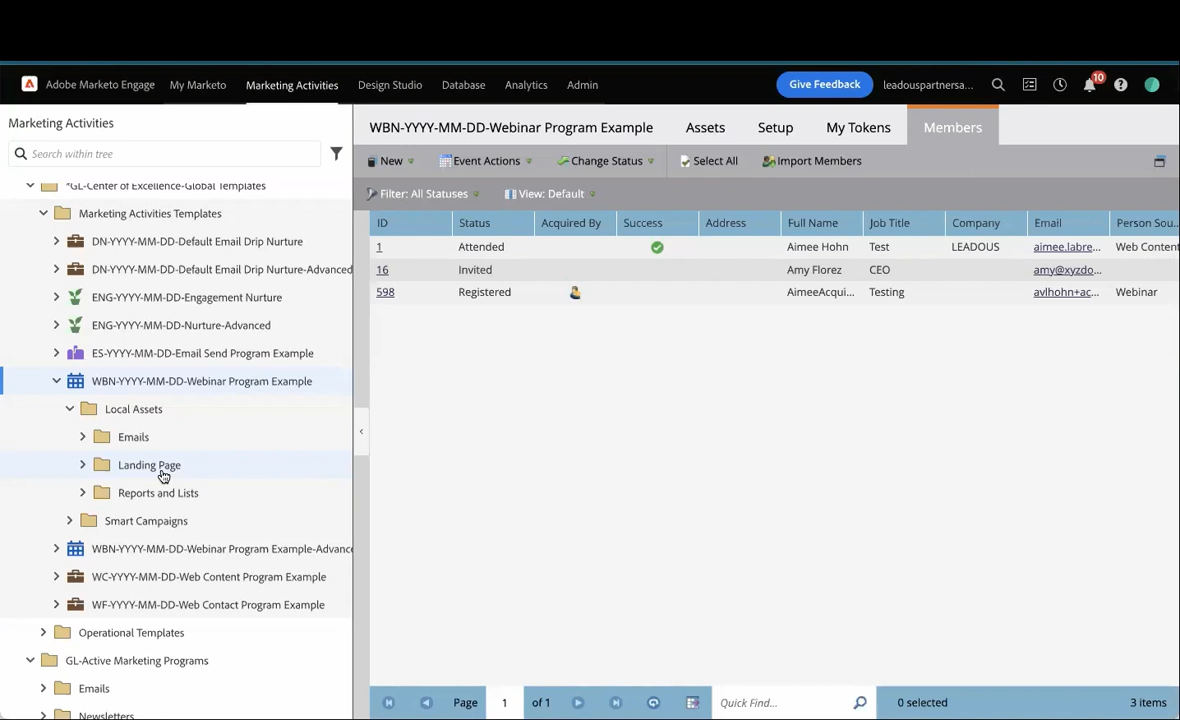 Adobe Marketo Engage My Marketo Marketing Activities Design Studio Database Analytics Admin Give Feedback leadouspartnersa... 10
Marketing Activities
Search within tree
*GL-Center of Excellence-Global Templates
Marketing Activities Templates
DN-YYYY-MM-DD-Default Email Drip Nurture
DN-YYYY-MM-DD-Default Email Drip Nurture-Advanced
ENG-YYYY-MM-DD-Engagement Nurture
ENG-YYYY-MM-DD-Nurture-Advanced
ES-YYYY-MM-DD-Email Send Program Example
WBN-YYYY-MM-DD-Webinar Program Example
Local Assets
Emails
Landing Page
Reports and Lists
Smart Campaigns
WBN-YYYY-MM-DD-Webinar Program Example-Advance
WC-YYYY-MM-DD-Web Content Program Example
WF-YYYY-MM-DD-Web Contact Program Example
Operational Templates
GL-Active Marketing Programs
Emails
Newsletters
WBN-YYYY-MM-DD-Webinar Program Example Assets Setup My Tokens Members
New Event Actions Change Status Select All Import Members
Filter: All Statuses View: Default
ID Status Acquired By Success Address Full Name Job Title Company Email Person Sou...
1 Attended Aimee Hohn Test LEADOUS aimee.labre... Web Content
16 Invited Amy Florez CEO amy@xyzdo...
598 Registered AimeeAcqui... Testing avlhohn+ac... Webinar
Page 1 of 1 Quick Find... 0 selected 3 items